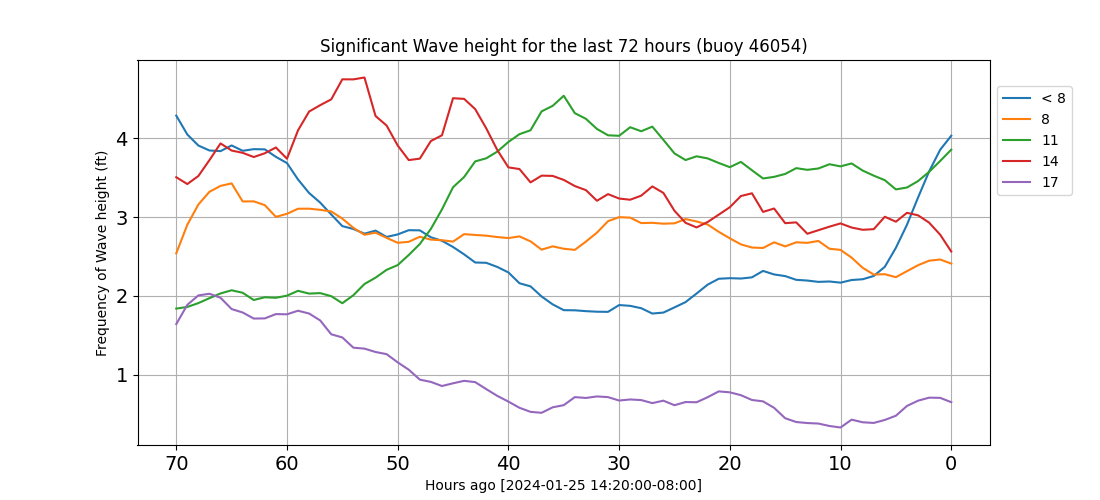 Significant Wave height for the last 72 hours (buoy 46054)
Frequency of Wave height (ft)
4
3
2
1
70 60 50 40 30 20 10 0
Hours ago [2024-01-25 14:20:00-08:00]
< 8
8
11
14
17